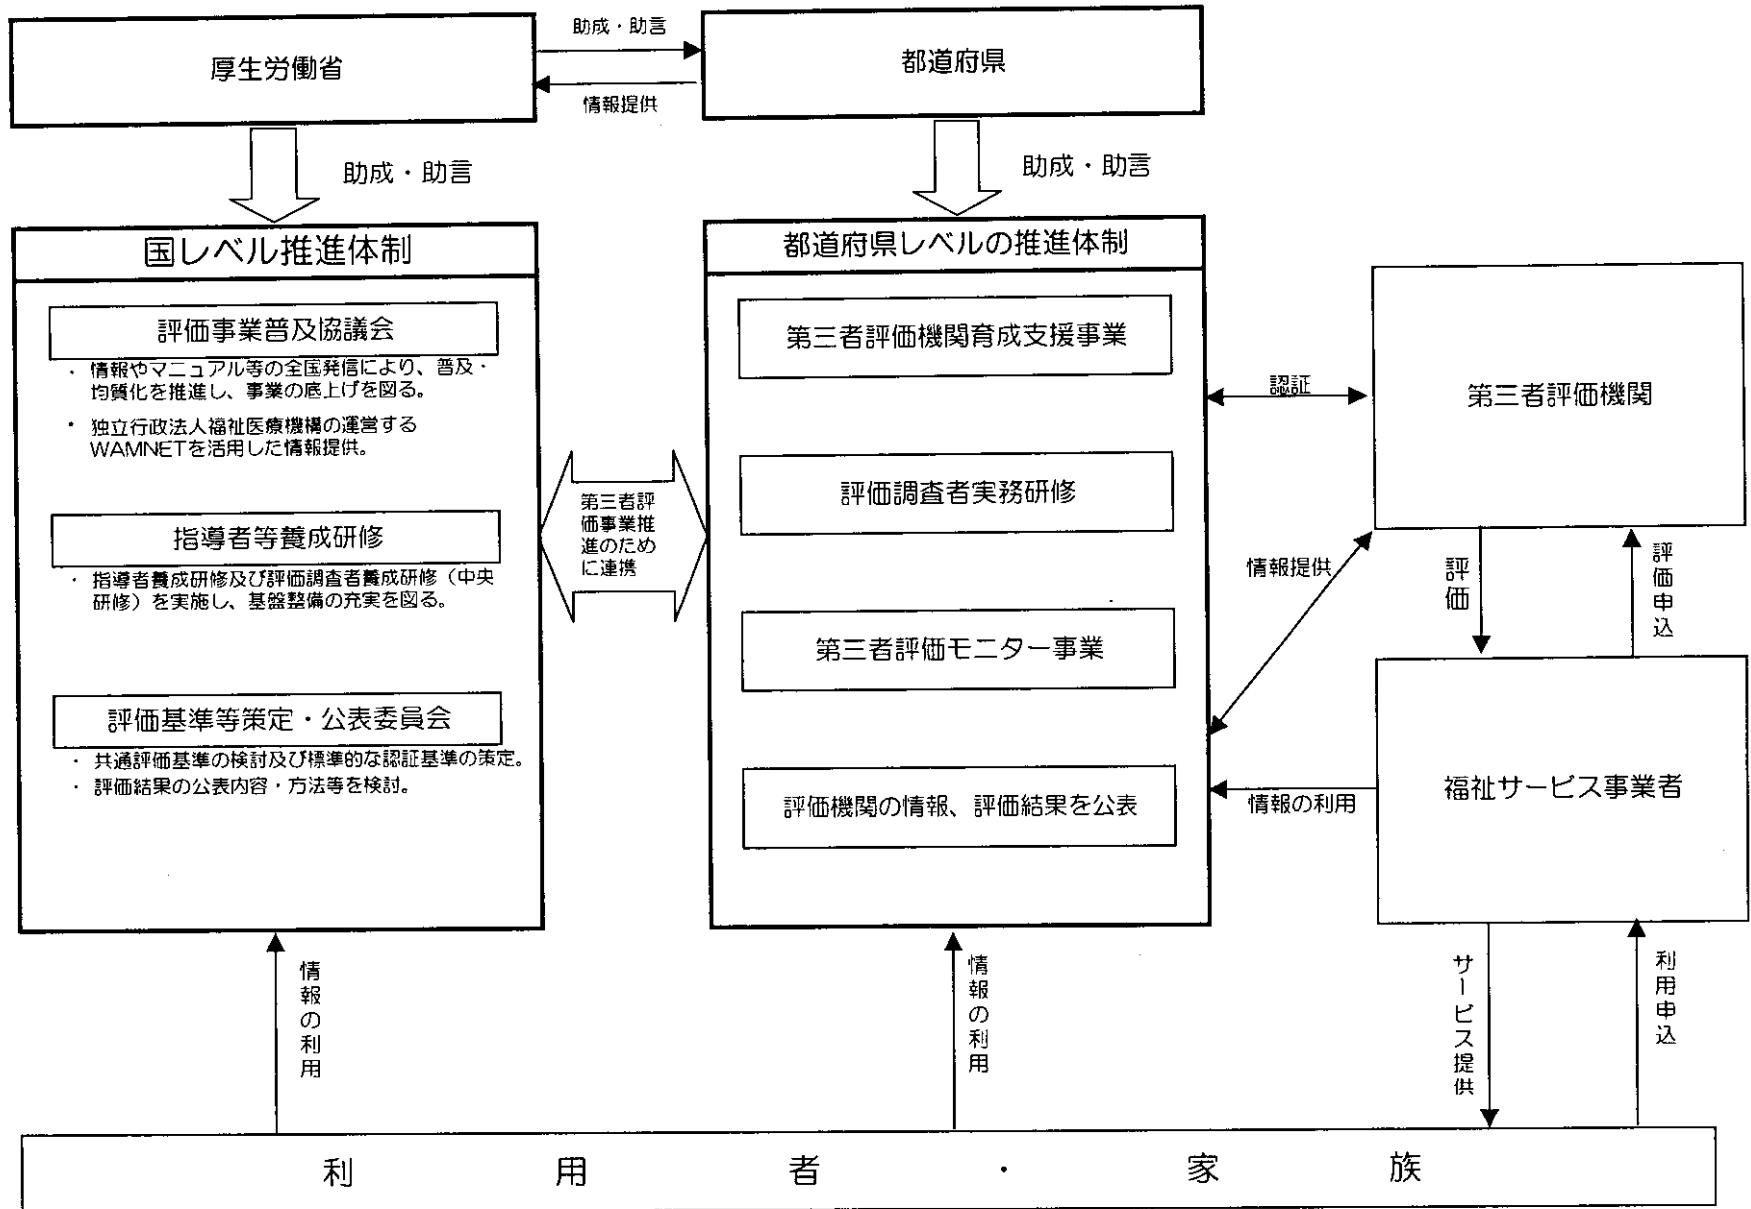 厚生労働省
助成・助言
情報提供
都道府県
助成・助言
助成・助言
国レベル推進体制
評価事業普及協議会
・ 情報やマニュアル等の全国発信により、普及・
均質化を推進し、事業の底上げを図る。
・ 独立行政法人福祉医療機構の運営する
WAMNETを活用した情報提供。
指導者等養成研修
・ 指導者養成研修及び評価調査者養成研修（中央
研修）を実施し、基盤整備の充実を図る。
評価基準等策定・公表委員会
・ 共通評価基準の検討及び標準的な認証基準の策定。
・ 評価結果の公表内容・方法等を検討。
第三者評
価事業推
進のため
に連携
都道府県レベルの推進体制
第三者評価機関育成支援事業
評価調査者実務研修
第三者評価モニター事業
評価機関の情報、評価結果を公表
認証
情報提供
情報の利用
第三者評価機関
評価
評価申込
福祉サービス事業者
情報の利用
情報の利用
サービス提供
利用申込
利用者・家族